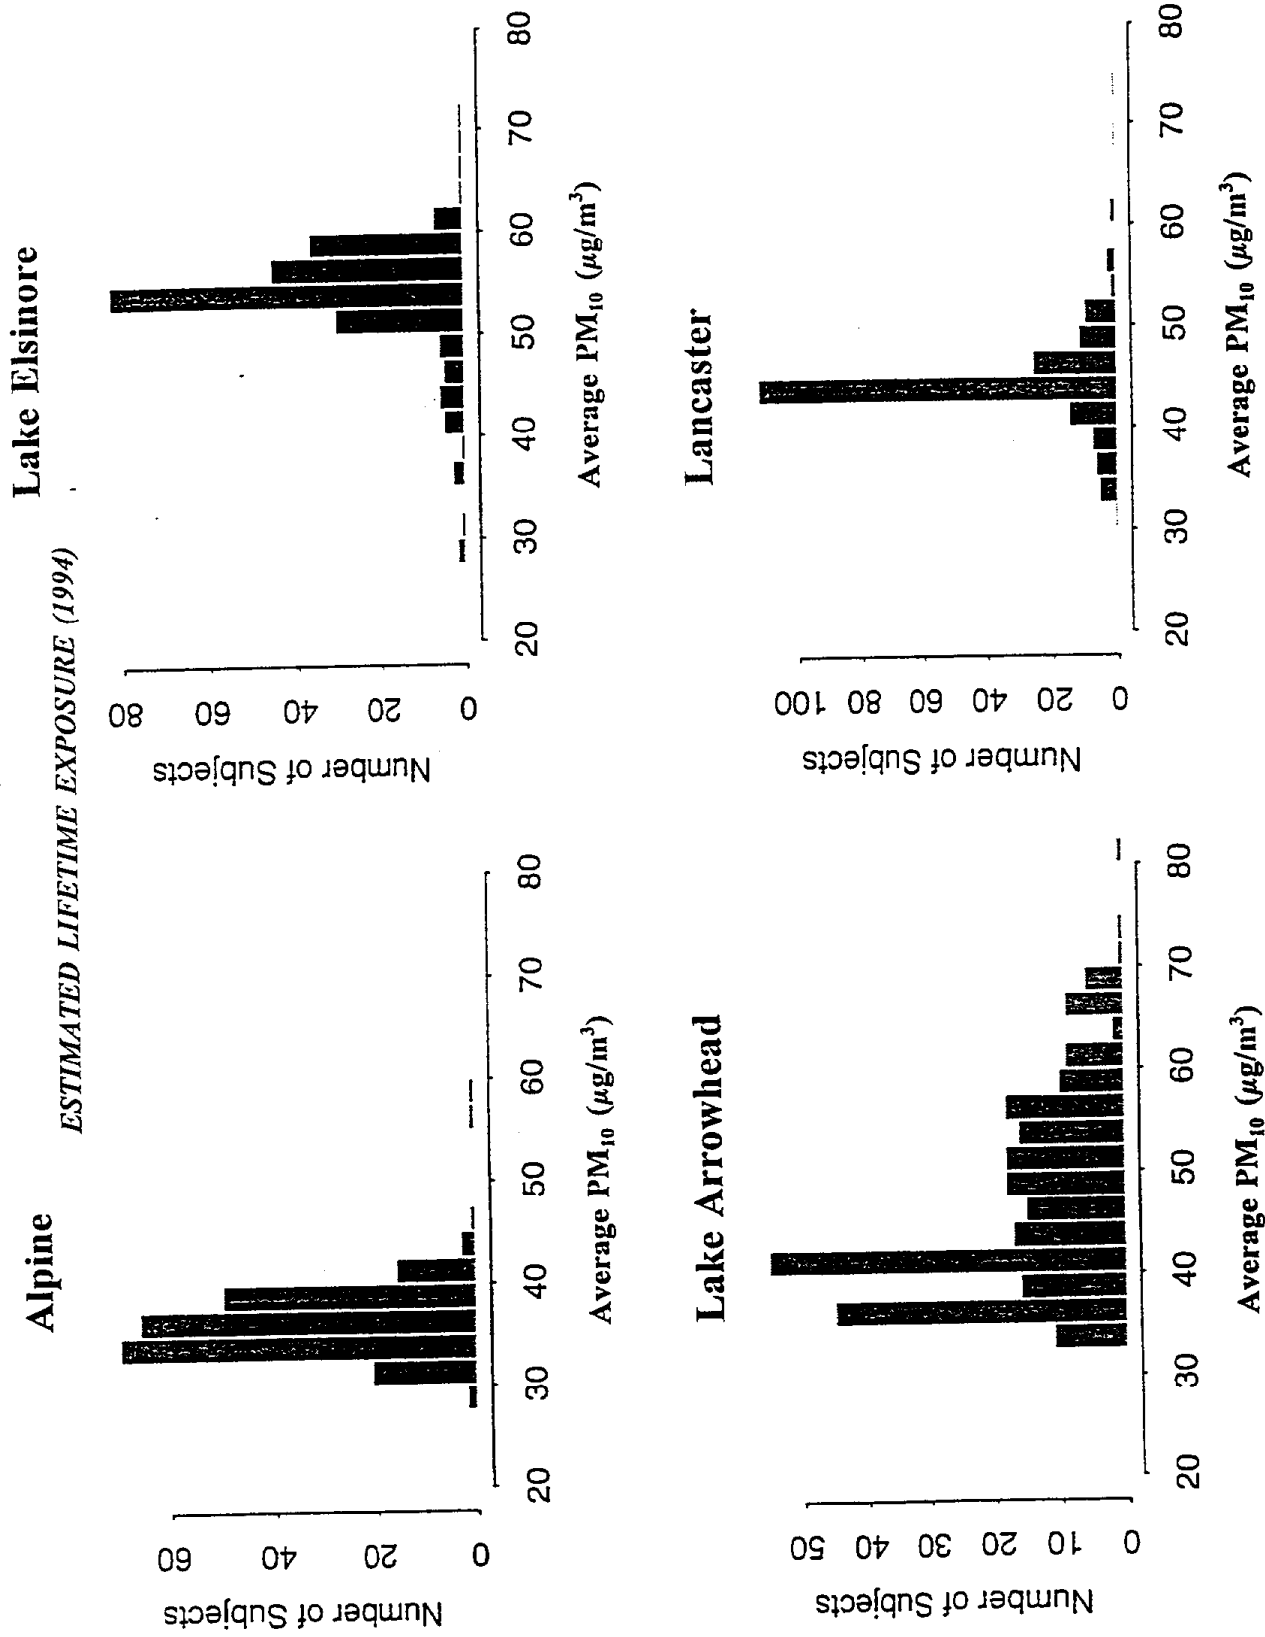 ESTIMATED LIFETIME EXPOSURE (1994)
Alpine
Number of Subjects
60
40
20
0
20 30 40 50 60 70 80
Average PM₁₀ (μg/m³)
Lake Elsinore
Number of Subjects
80
60
40
20
0
20 30 40 50 60 70 80
Average PM₁₀ (μg/m³)
Lake Arrowhead
Number of Subjects
50
40
30
20
10
0
20 30 40 50 60 70 80
Average PM₁₀ (μg/m³)
Lancaster
Number of Subjects
100
80
60
40
20
0
20 30 40 50 60 70 80
Average PM₁₀ (μg/m³)